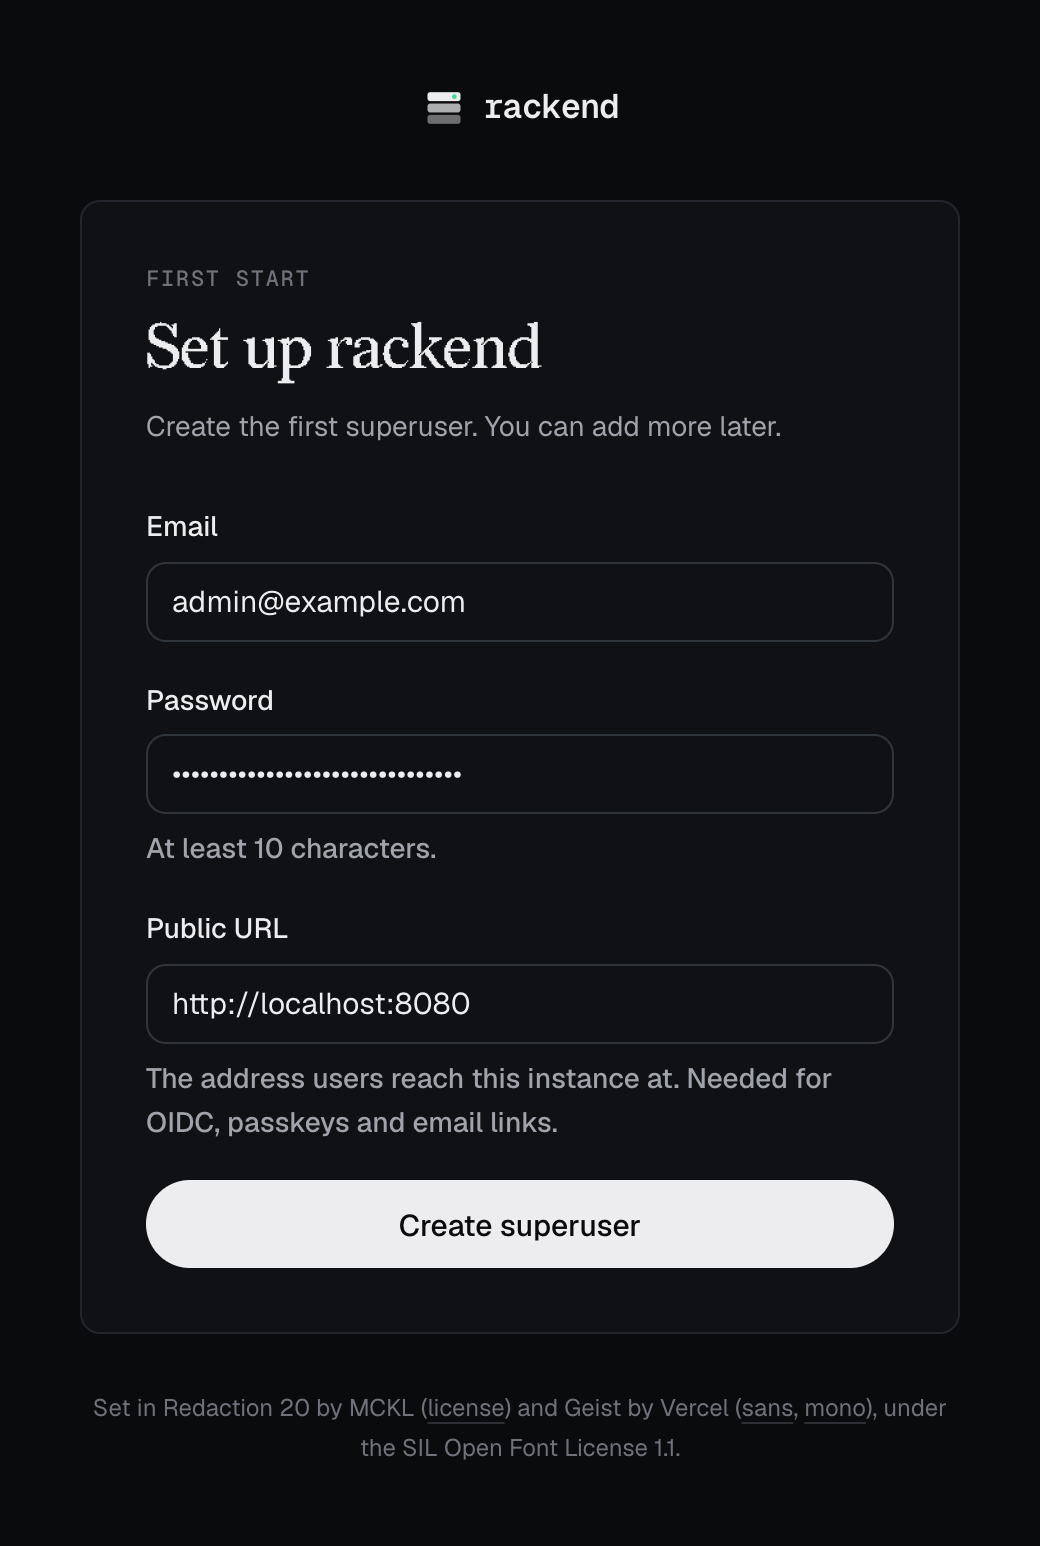 rackend
FIRST START
Set up rackend
Create the first superuser. You can add more later.
Email
admin@example.com
Password
•••••••••••••••••••••••••••••••
At least 10 characters.
Public URL
http://localhost:8080
The address users reach this instance at. Needed for
OIDC, passkeys and email links.
Create superuser
Set in Redaction 20 by MCKL (license) and Geist by Vercel (sans, mono), under
the SIL Open Font License 1.1.